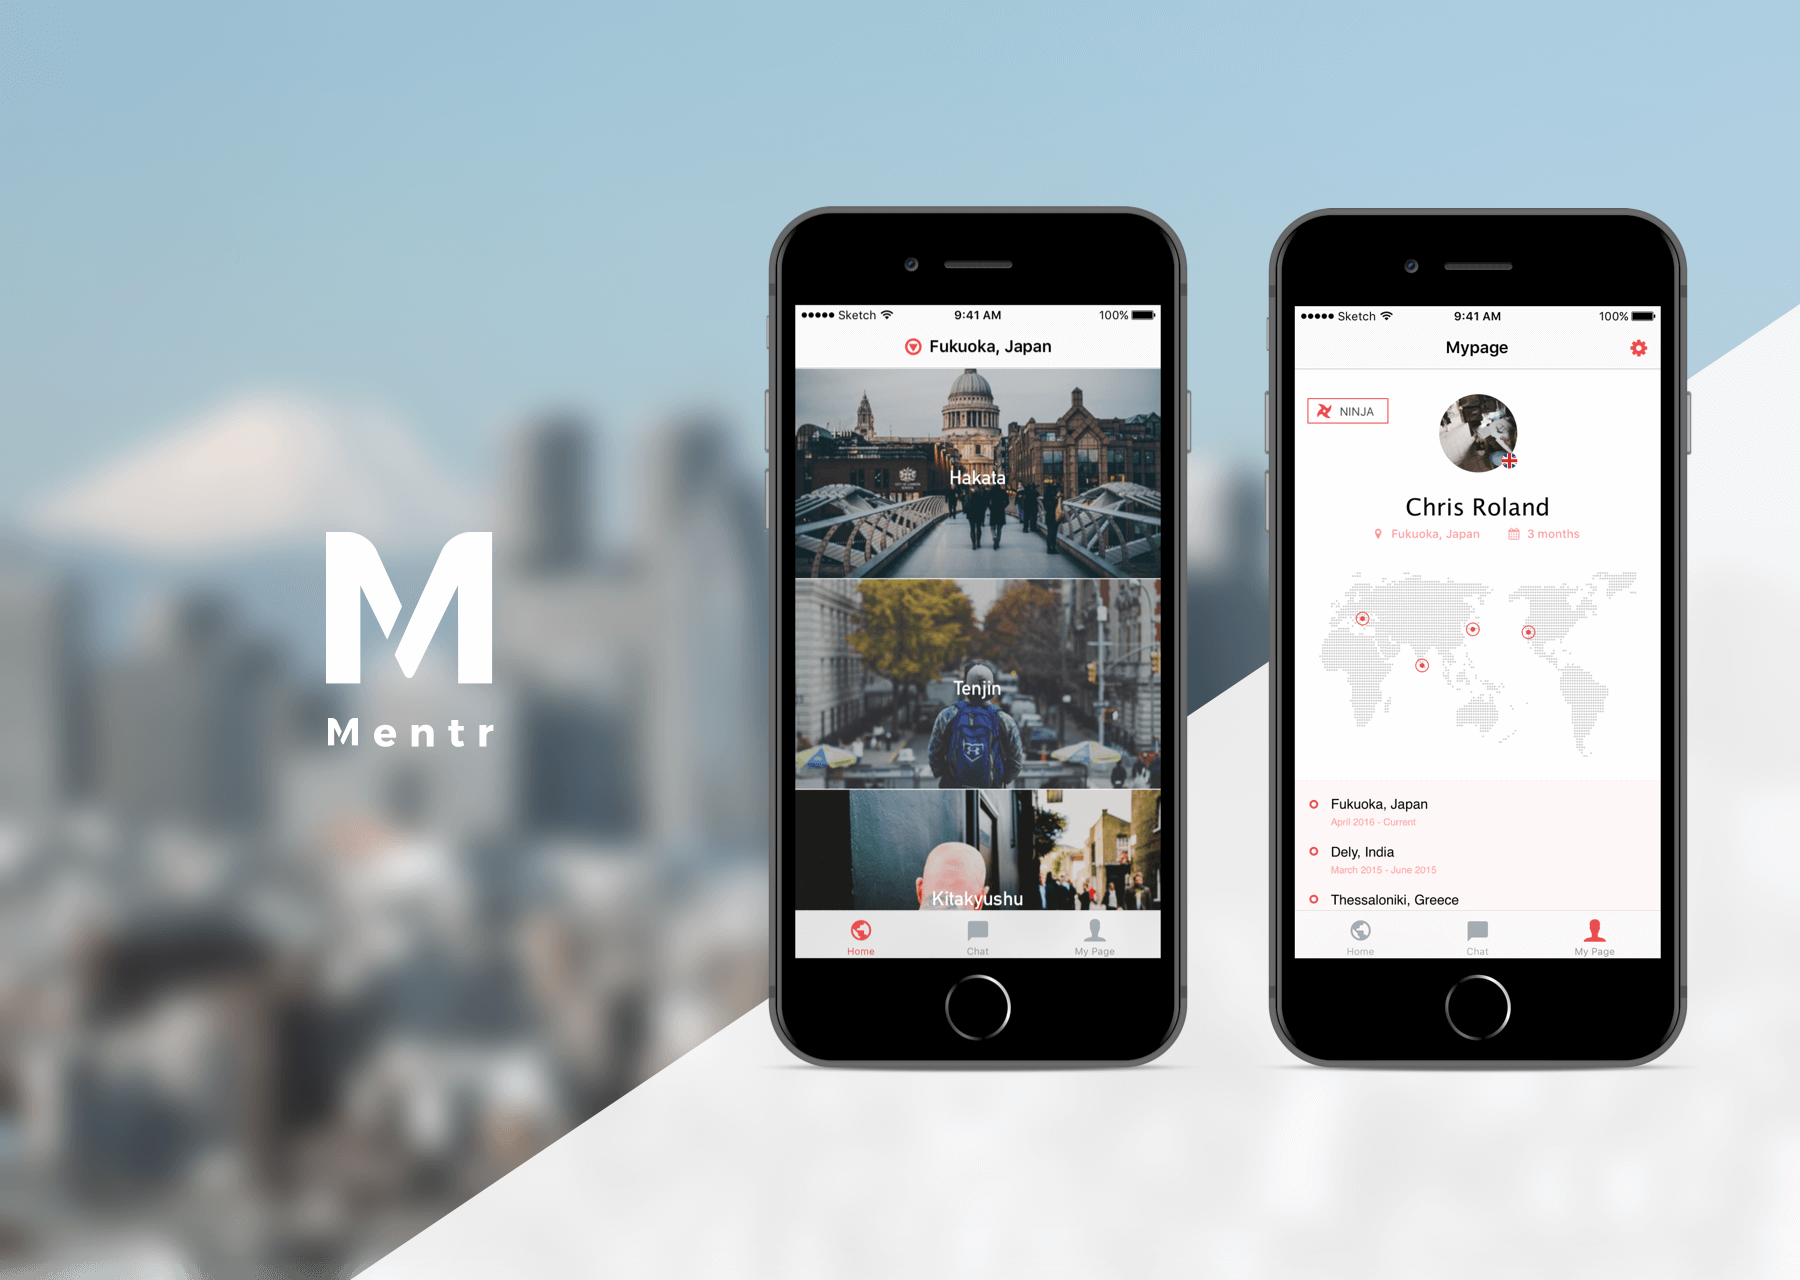 Mentr
Sketch 9:41 AM 100%
Fukuoka, Japan
Hakata
Tenjin
Kitakyushu
Home Chat My Page
Sketch 9:41 AM 100%
Mypage
NINJA
Chris Roland
Fukuoka, Japan 3 months
Fukuoka, Japan
April 2016 - Current
Dely, India
March 2015 - June 2015
Thessaloniki, Greece
Home Chat My Page